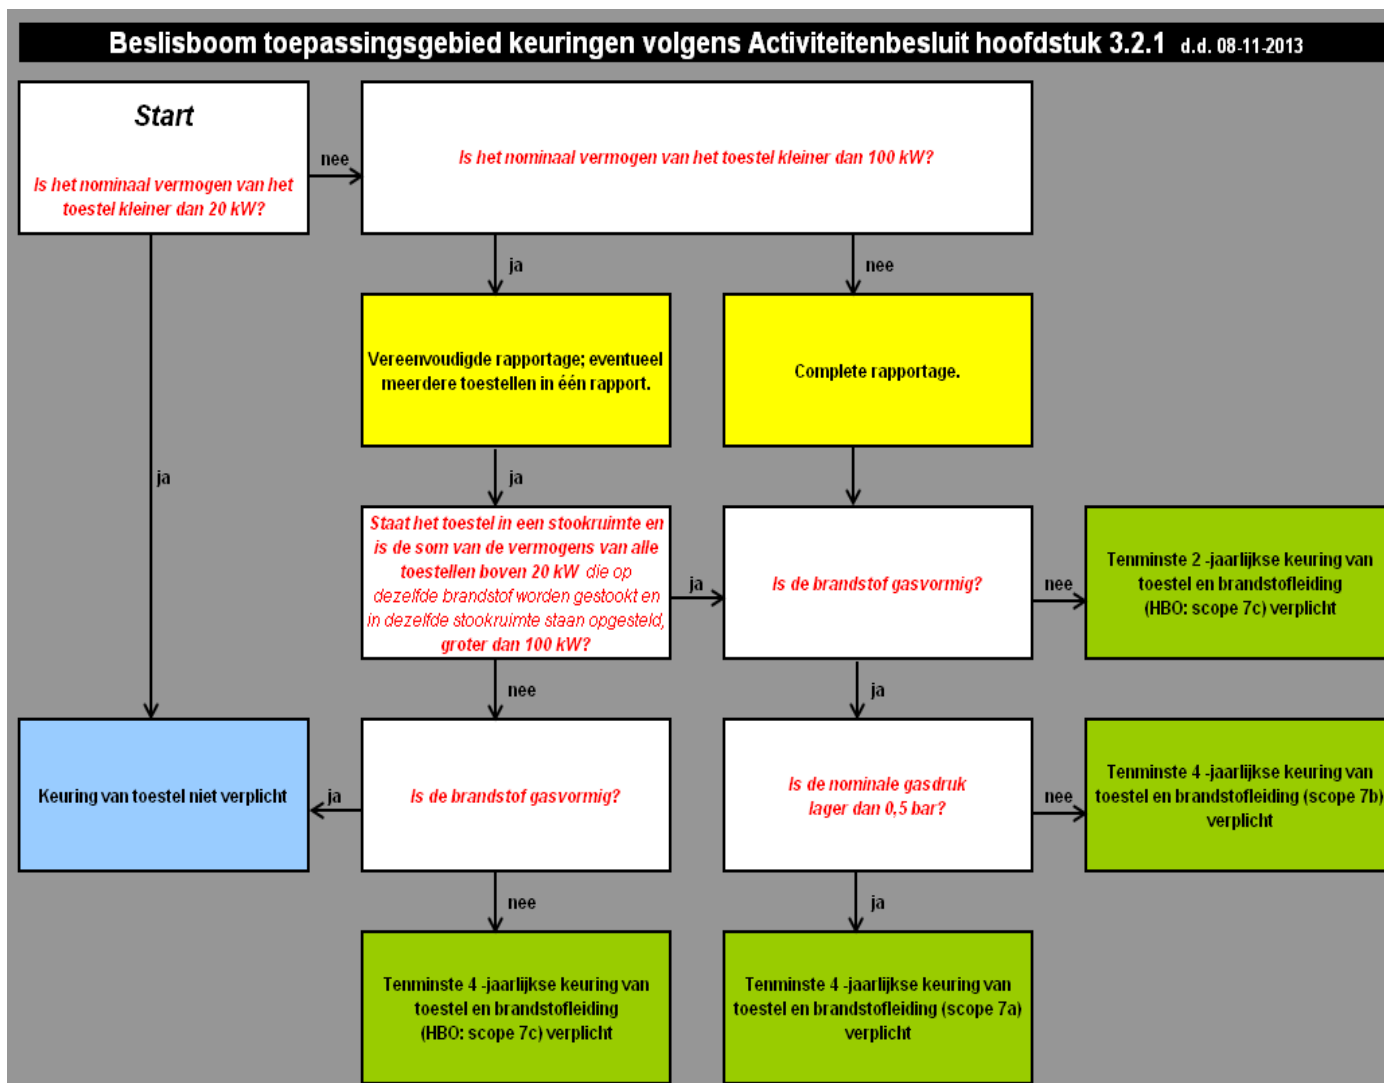 Beslisboom toepassingsgebied keuringen volgens Activiteitenbesluit hoofdstuk 3.2.1 d.d. 08-11-2013
Start
Is het nominaal vermogen van het
toestel kleiner dan 20 kW?
nee
Is het nominaal vermogen van het toestel kleiner dan 100 kW?
ja
nee
Vereenvoudigde rapportage; eventueel
meerdere toestellen in één rapport.
Complete rapportage.
ja
ja
Staat het toestel in een stookruimte en
is de som van de vermogens van alle
toestellen boven 20 kW die op
dezelfde brandstof worden gestookt en
in dezelfde stookruimte staan opgesteld,
groter dan 100 kW?
ja
Is de brandstof gasvormig?
nee
Tenminste 2 -jaarlijkse keuring van
toestel en brandstofleiding
(HBO: scope 7c) verplicht
nee
ja
Keuring van toestel niet verplicht
ja
Is de brandstof gasvormig?
Is de nominale gasdruk
lager dan 0,5 bar?
nee
Tenminste 4 -jaarlijkse keuring van
toestel en brandstofleiding (scope 7b)
verplicht
nee
ja
Tenminste 4 -jaarlijkse keuring van
toestel en brandstofleiding
(HBO: scope 7c) verplicht
Tenminste 4 -jaarlijkse keuring van
toestel en brandstofleiding (scope 7a)
verplicht